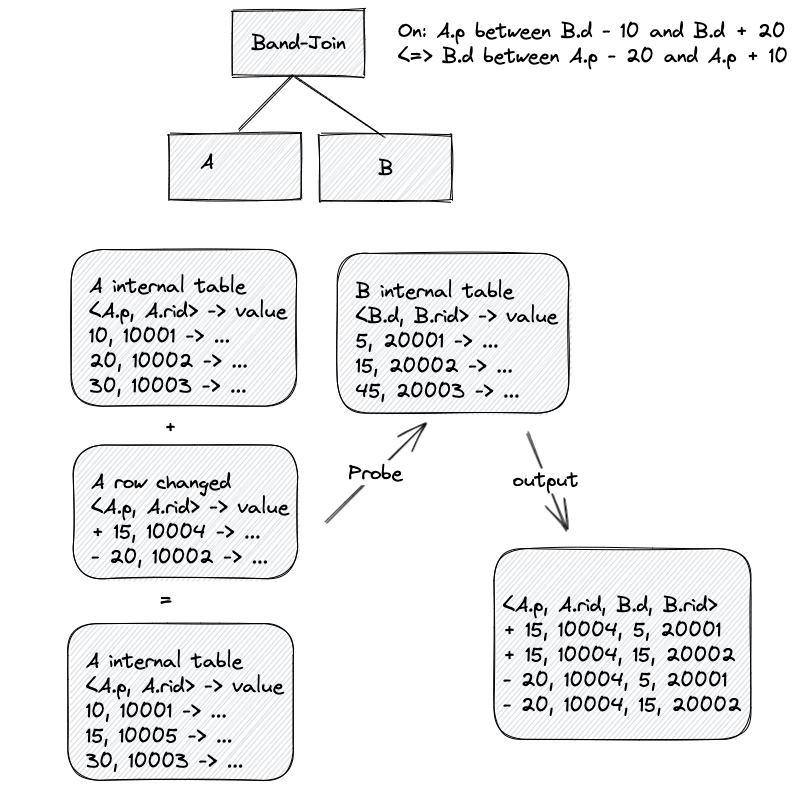 Band-Join
On: A.p between B.d - 10 and B.d + 20
<=> B.d between A.p - 20 and A.p + 10
A
B
A internal table
<A.p, A.rid> -> value
10, 10001 -> ...
20, 10002 -> ...
30, 10003 -> ...
B internal table
<B.d, B.rid> -> value
5, 20001 -> ...
15, 20002 -> ...
45, 20003 -> ...
+
A row changed
<A.p, A.rid> -> value
+ 15, 10004 -> ...
- 20, 10002 -> ...
Probe
output
=
A internal table
<A.p, A.rid> -> value
10, 10001 -> ...
15, 10005 -> ...
30, 10003 -> ...
<A.p, A.rid, B.d, B.rid>
+ 15, 10004, 5, 20001
+ 15, 10004, 15, 20002
- 20, 10004, 5, 20001
- 20, 10004, 15, 20002